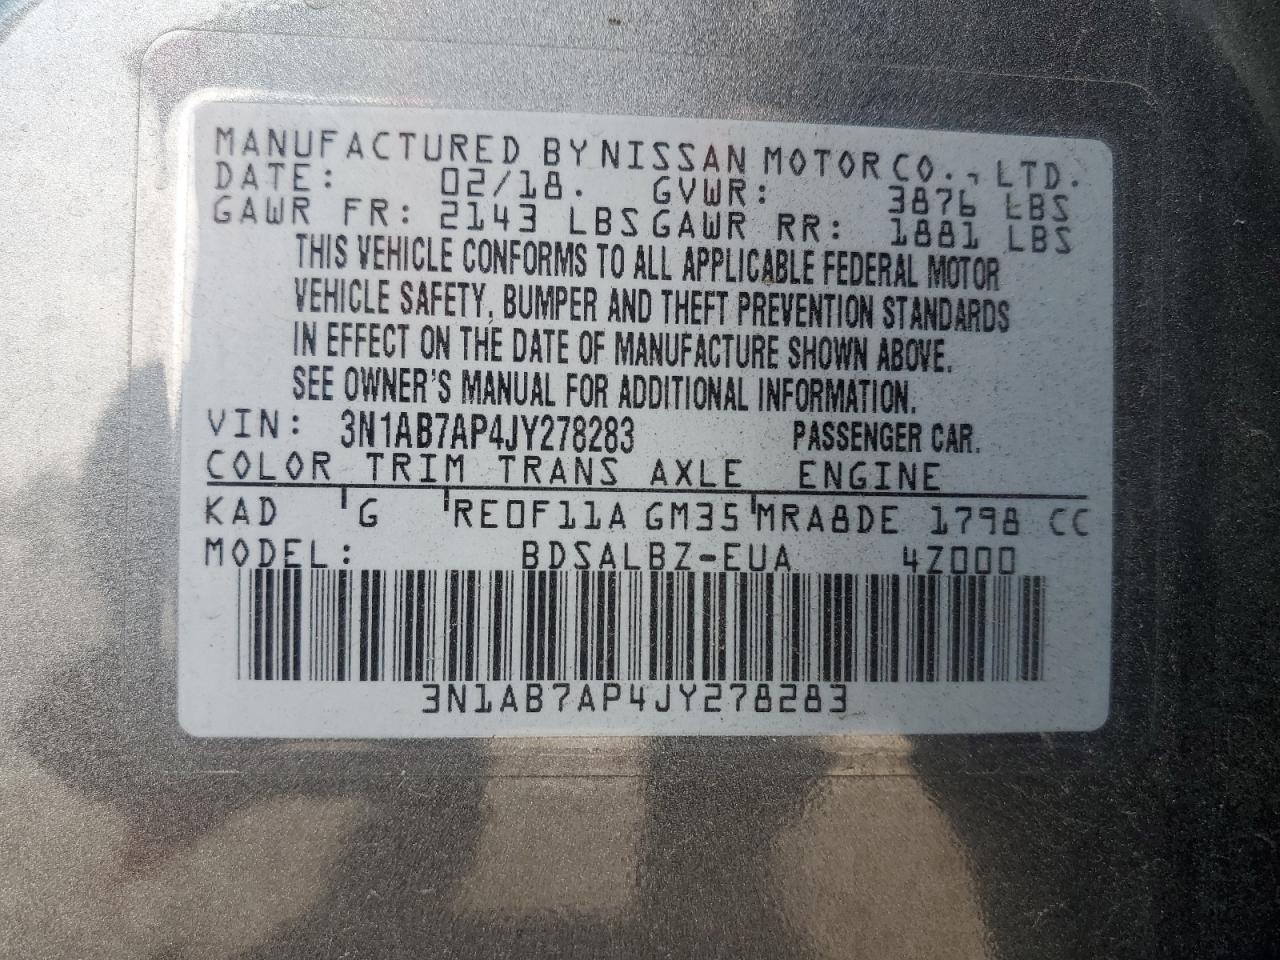 MANUFACTURED BY NISSAN MOTOR CO., LTD.
DATE: 02/18. GVWR: 3876 LBS
GAWR FR: 2143 LBS GAWR RR: 1881 LBS
THIS VEHICLE CONFORMS TO ALL APPLICABLE FEDERAL MOTOR
VEHICLE SAFETY, BUMPER AND THEFT PREVENTION STANDARDS
IN EFFECT ON THE DATE OF MANUFACTURE SHOWN ABOVE.
SEE OWNER'S MANUAL FOR ADDITIONAL INFORMATION.
VIN: 3N1AB7AP4JY278283 PASSENGER CAR.
COLOR TRIM TRANS AXLE ENGINE
KAD G RE0F11A GM35 MRA8DE 1798 CC
MODEL: BDSALBZ-EUA 4Z000
3N1AB7AP4JY278283